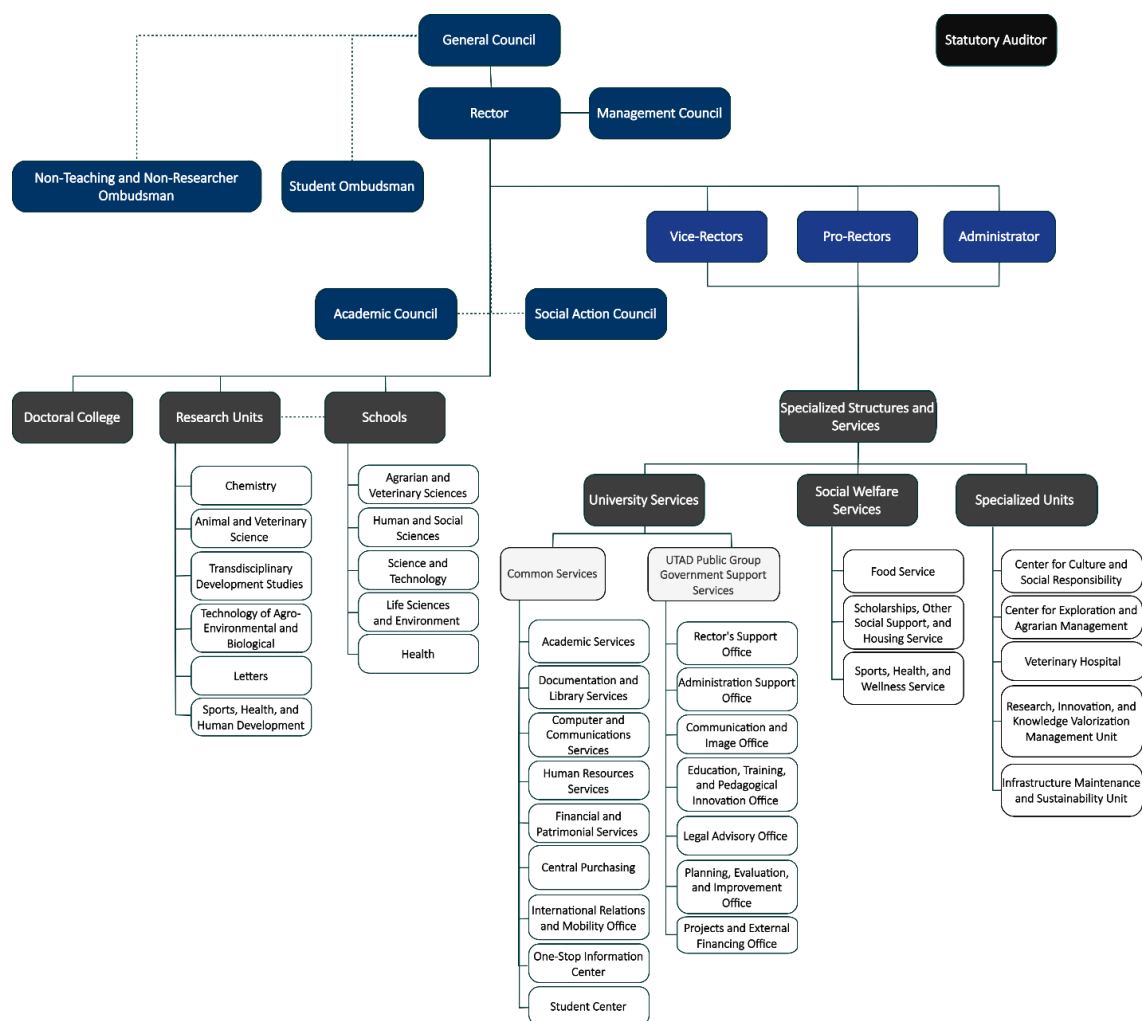 General Council
Statutory Auditor
Rector
Management Council
Non-Teaching and Non-Researcher
Ombudsman
Student Ombudsman
Vice-Rectors
Pro-Rectors
Administrator
Academic Council
Social Action Council
Doctoral College
Research Units
Schools
Specialized Structures and
Services
Chemistry
Animal and Veterinary
Science
Transdisciplinary
Development Studies
Technology of Agro-
Environmental and
Biological
Letters
Sports, Health, and
Human Development
Agrarian and
Veterinary Sciences
Human and Social
Sciences
Science and
Technology
Life Sciences
and Environment
Health
University Services
Social Welfare
Services
Specialized Units
Common Services
UTAD Public Group
Government Support
Services
Academic Services
Documentation and
Library Services
Computer and
Communications
Services
Human Resources
Services
Financial and
Patrimonial Services
Central Purchasing
International Relations
and Mobility Office
One-Stop Information
Center
Student Center
Rector's Support
Office
Administration Support
Office
Communication and
Image Office
Education, Training,
and Pedagogical
Innovation Office
Legal Advisory Office
Planning, Evaluation,
and Improvement
Office
Projects and External
Financing Office
Food Service
Scholarships, Other
Social Support, and
Housing Service
Sports, Health, and
Wellness Service
Center for Culture and
Social Responsibility
Center for Exploration and
Agrarian Management
Veterinary Hospital
Research, Innovation, and
Knowledge Valorization
Management Unit
Infrastructure Maintenance
and Sustainability Unit